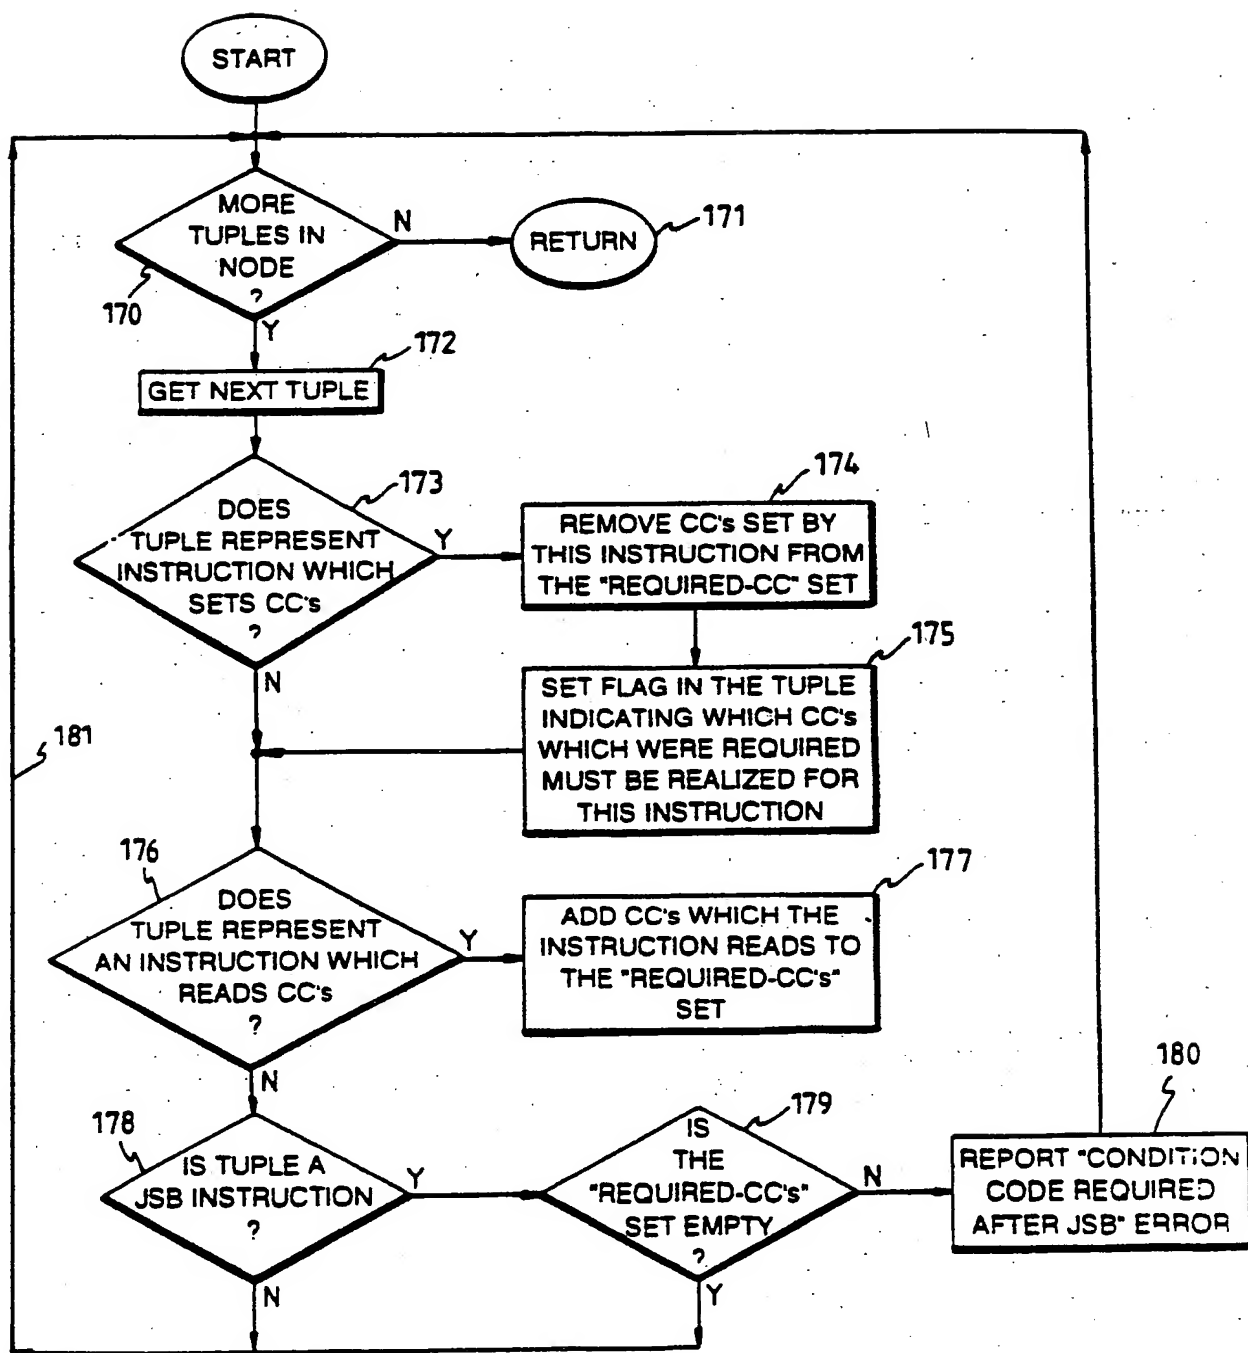 START
MORE
TUPLES IN
NODE
?
170
N
RETURN
171
Y
172
GET NEXT TUPLE
173
DOES
TUPLE REPRESENT
INSTRUCTION WHICH
SETS CC's
?
Y
174
REMOVE CC's SET BY
THIS INSTRUCTION FROM
THE "REQUIRED-CC" SET
N
175
SET FLAG IN THE TUPLE
INDICATING WHICH CC's
WHICH WERE REQUIRED
MUST BE REALIZED FOR
THIS INSTRUCTION
181
176
DOES
TUPLE REPRESENT
AN INSTRUCTION WHICH
READS CC's
?
Y
177
ADD CC's WHICH THE
INSTRUCTION READS TO
THE "REQUIRED-CC's"
SET
N
178
IS TUPLE A
JSB INSTRUCTION
?
Y
179
IS
THE
"REQUIRED-CC's"
SET EMPTY
?
N
180
REPORT "CONDITION
CODE REQUIRED
AFTER JSB" ERROR
N
Y